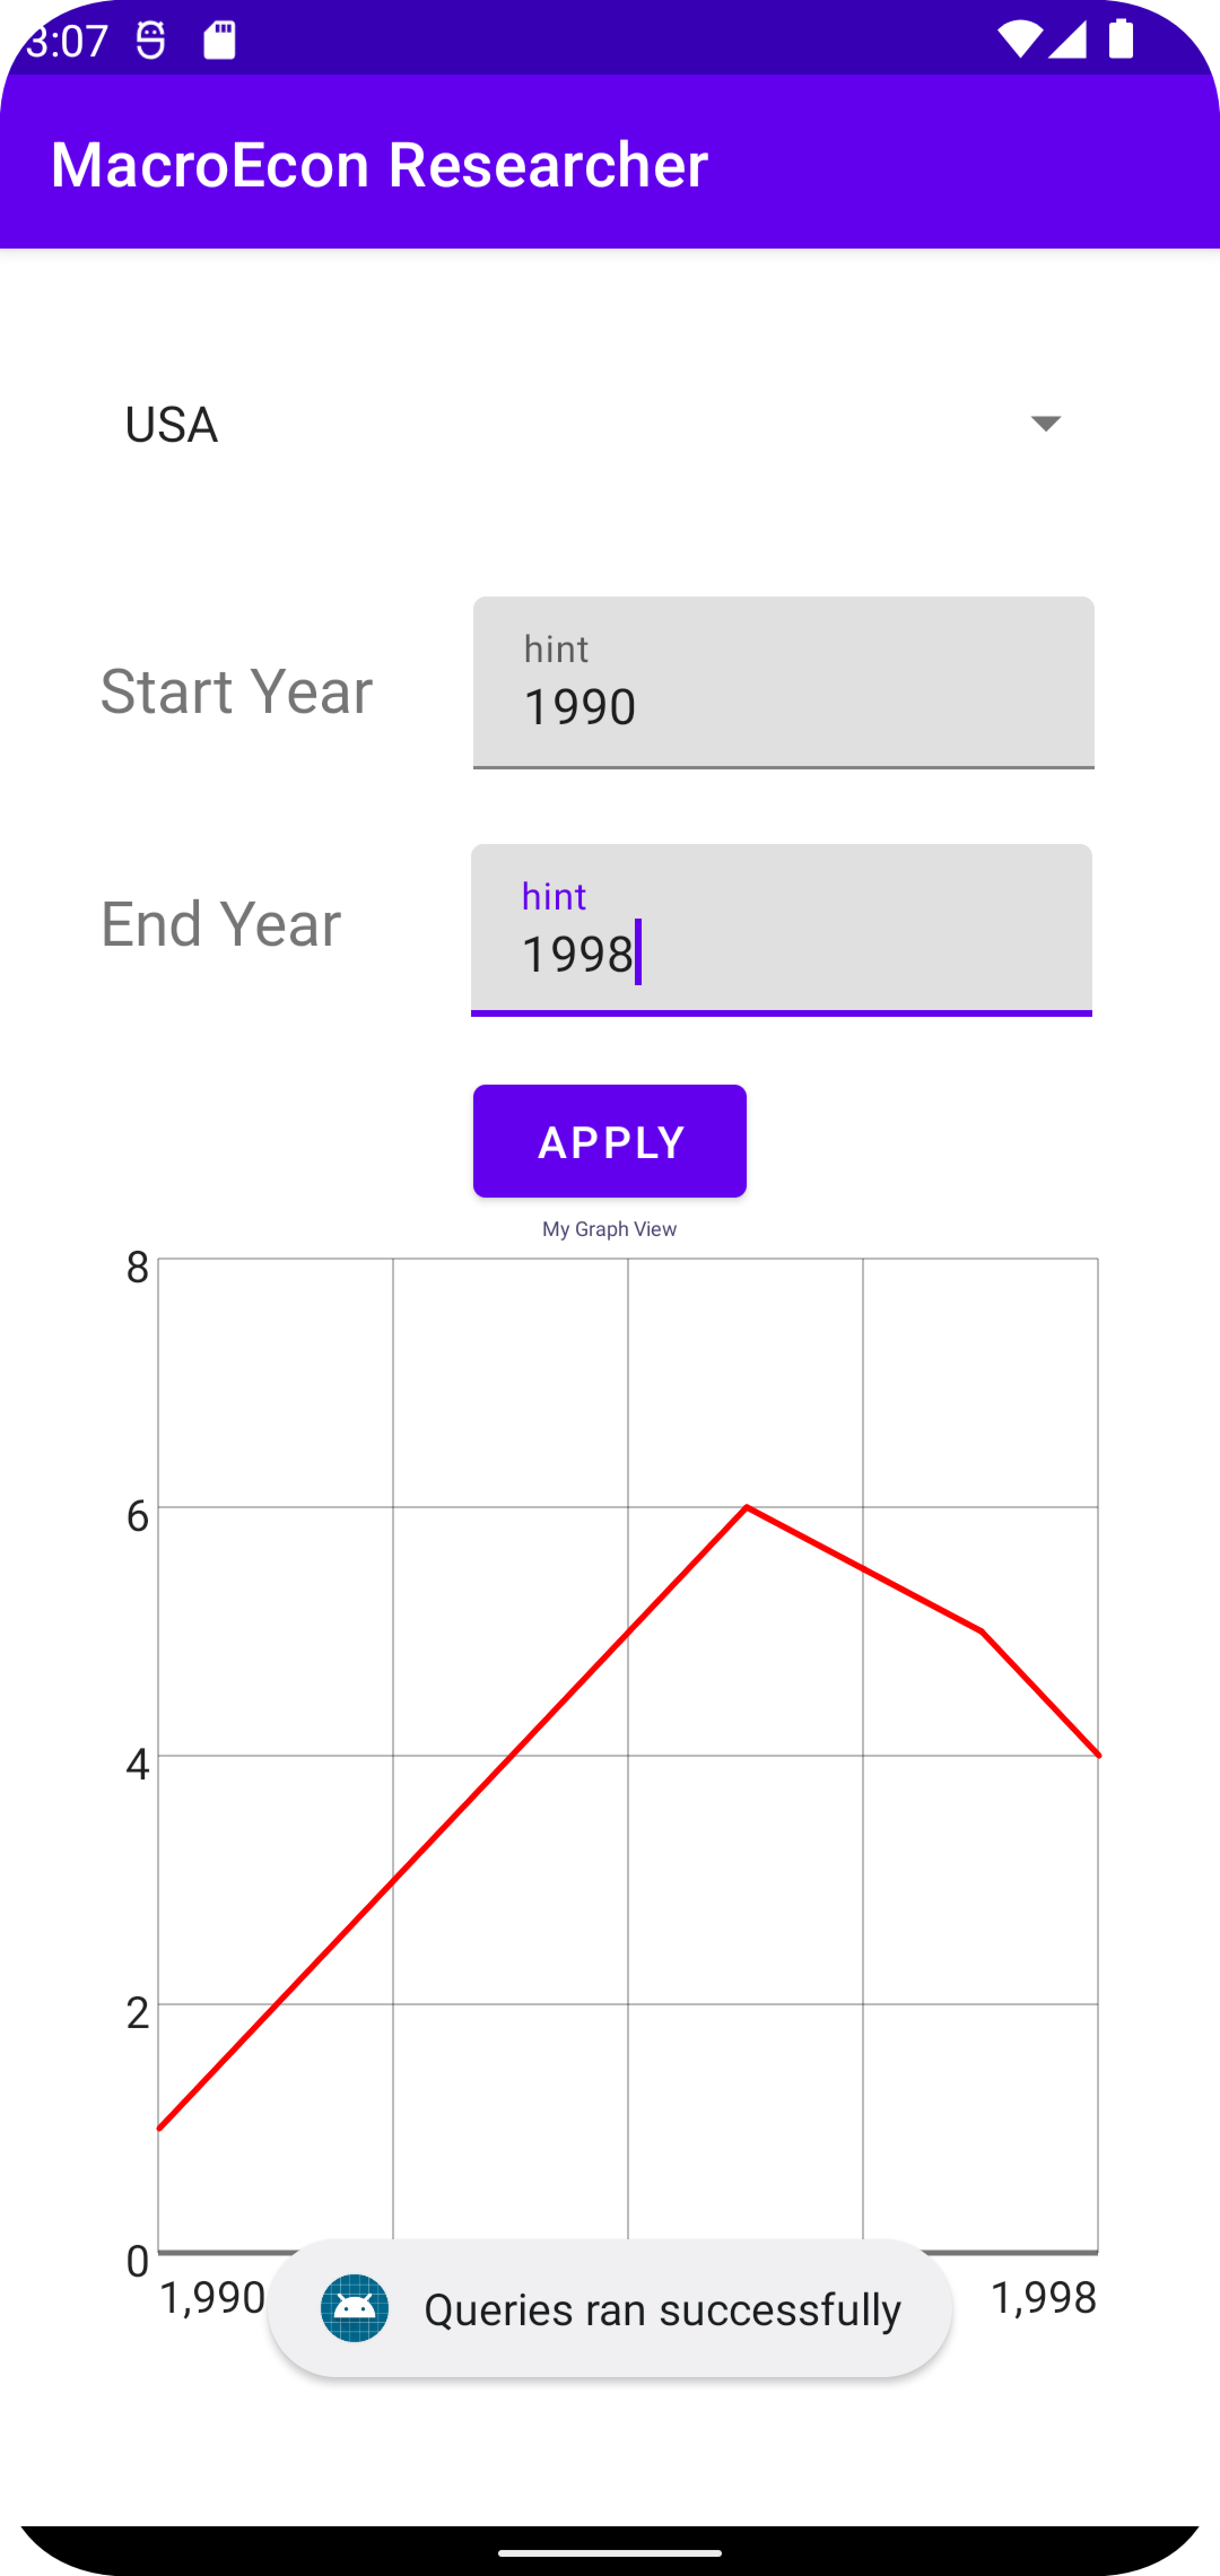 3:07
MacroEcon Researcher
USA
hint
Start Year
1990
hint
End Year
1998
APPLY
My Graph View
8
6
4
2
0
1,990
1,998
Queries ran successfully